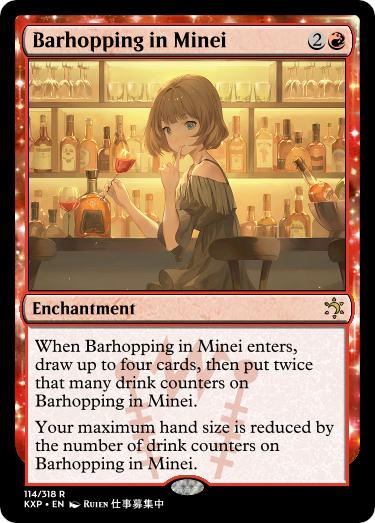 Barhopping in Minei
2
Enchantment
When Barhopping in Minei enters,
draw up to four cards, then put twice
that many drink counters on
Barhopping in Minei.
Your maximum hand size is reduced by
the number of drink counters on
Barhopping in Minei.
114/318 R
KXP • EN Ruien 仕事募集中